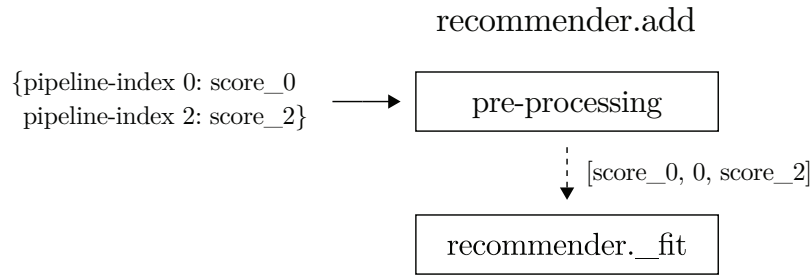 recommender.add
{pipeline-index 0: score_0
pipeline-index 2: score_2}
pre-processing
[score_0, 0, score_2]
recommender._fit